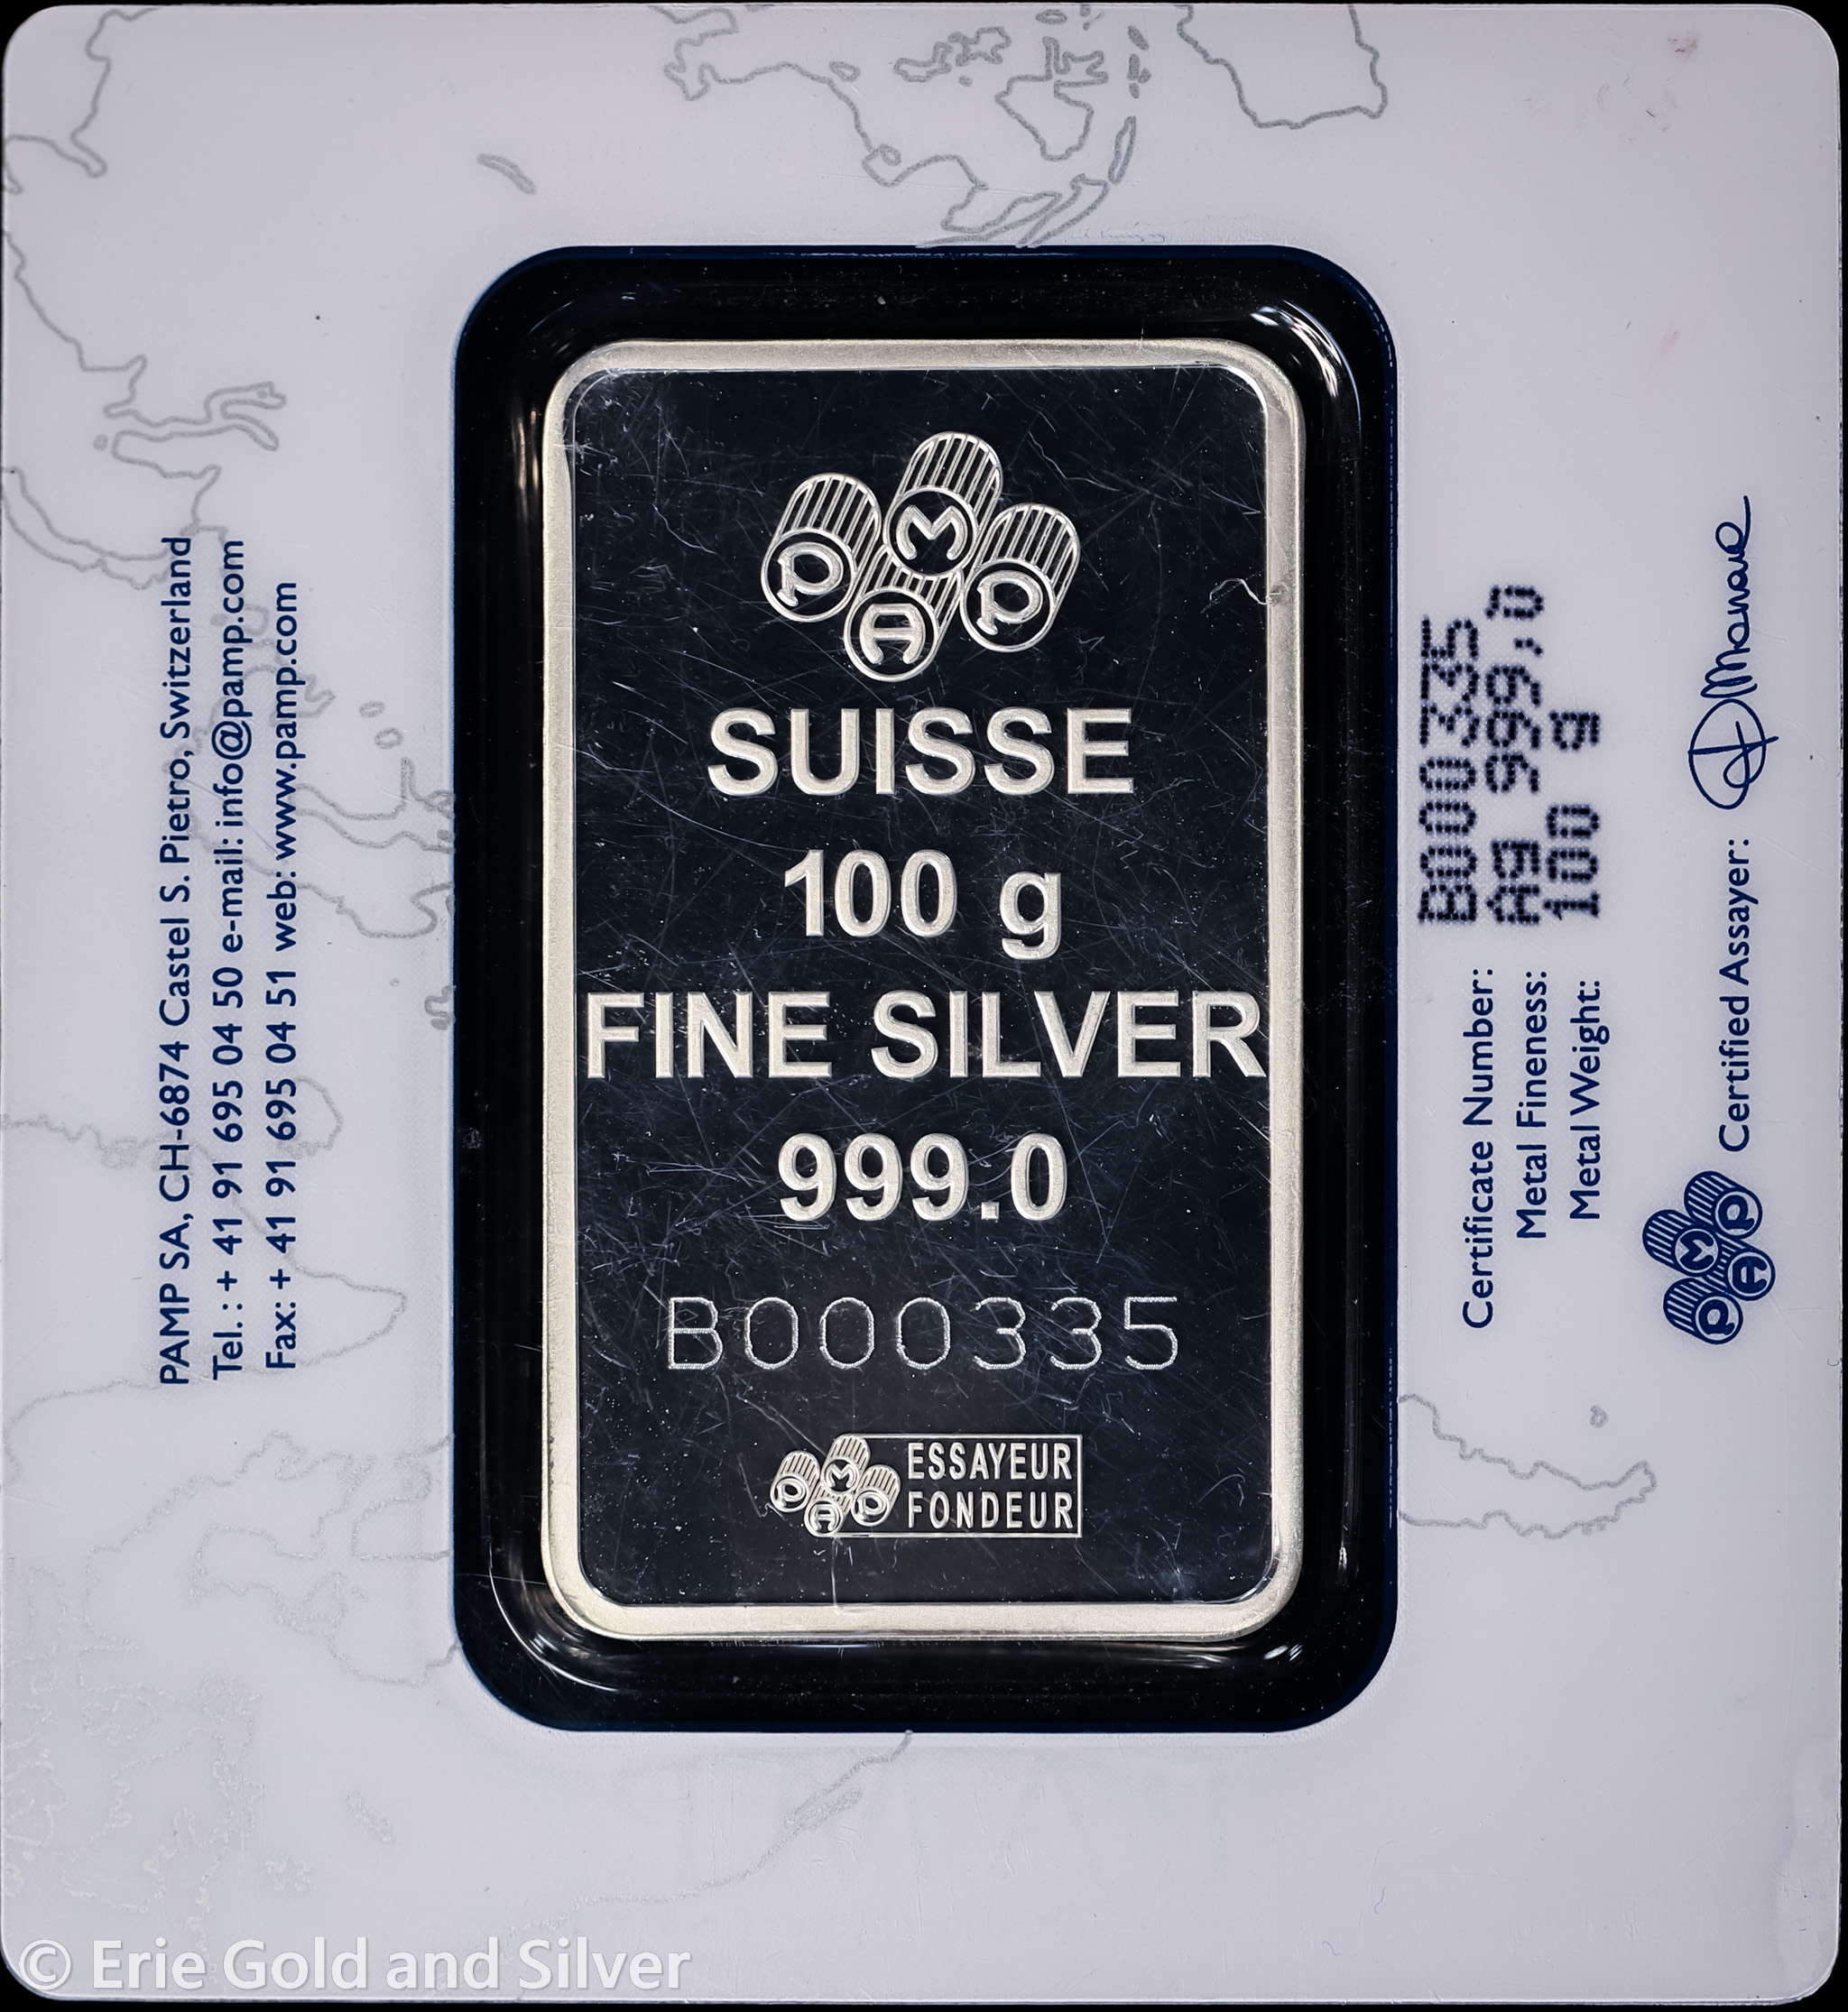 PAMP SA, CH-6874 Castel S. Pietro, Switzerland
Tel. : + 41 91 695 04 50 e-mail: info@pamp.com
Fax: + 41 91 695 04 51 web: www.pamp.com
PAMP
SUISSE
100 g
FINE SILVER
999.0
B000335
PAMP
ESSAYEUR
FONDEUR
Certificate Number: B000335
Metal Fineness: Ag 999,0
Metal Weight: 100 g
PAMP
Certified Assayer:
© Erie Gold and Silver